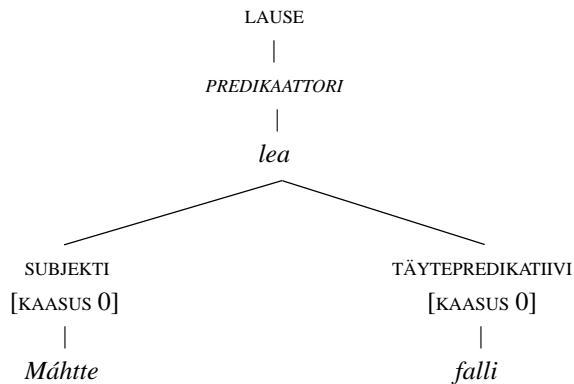 LAUSE
PREDIKAATTORI
lea
SUBJEKTI TÄYTEPREDIKATIIVI
[KAASUS 0] [KAASUS 0]
Máhtte falli